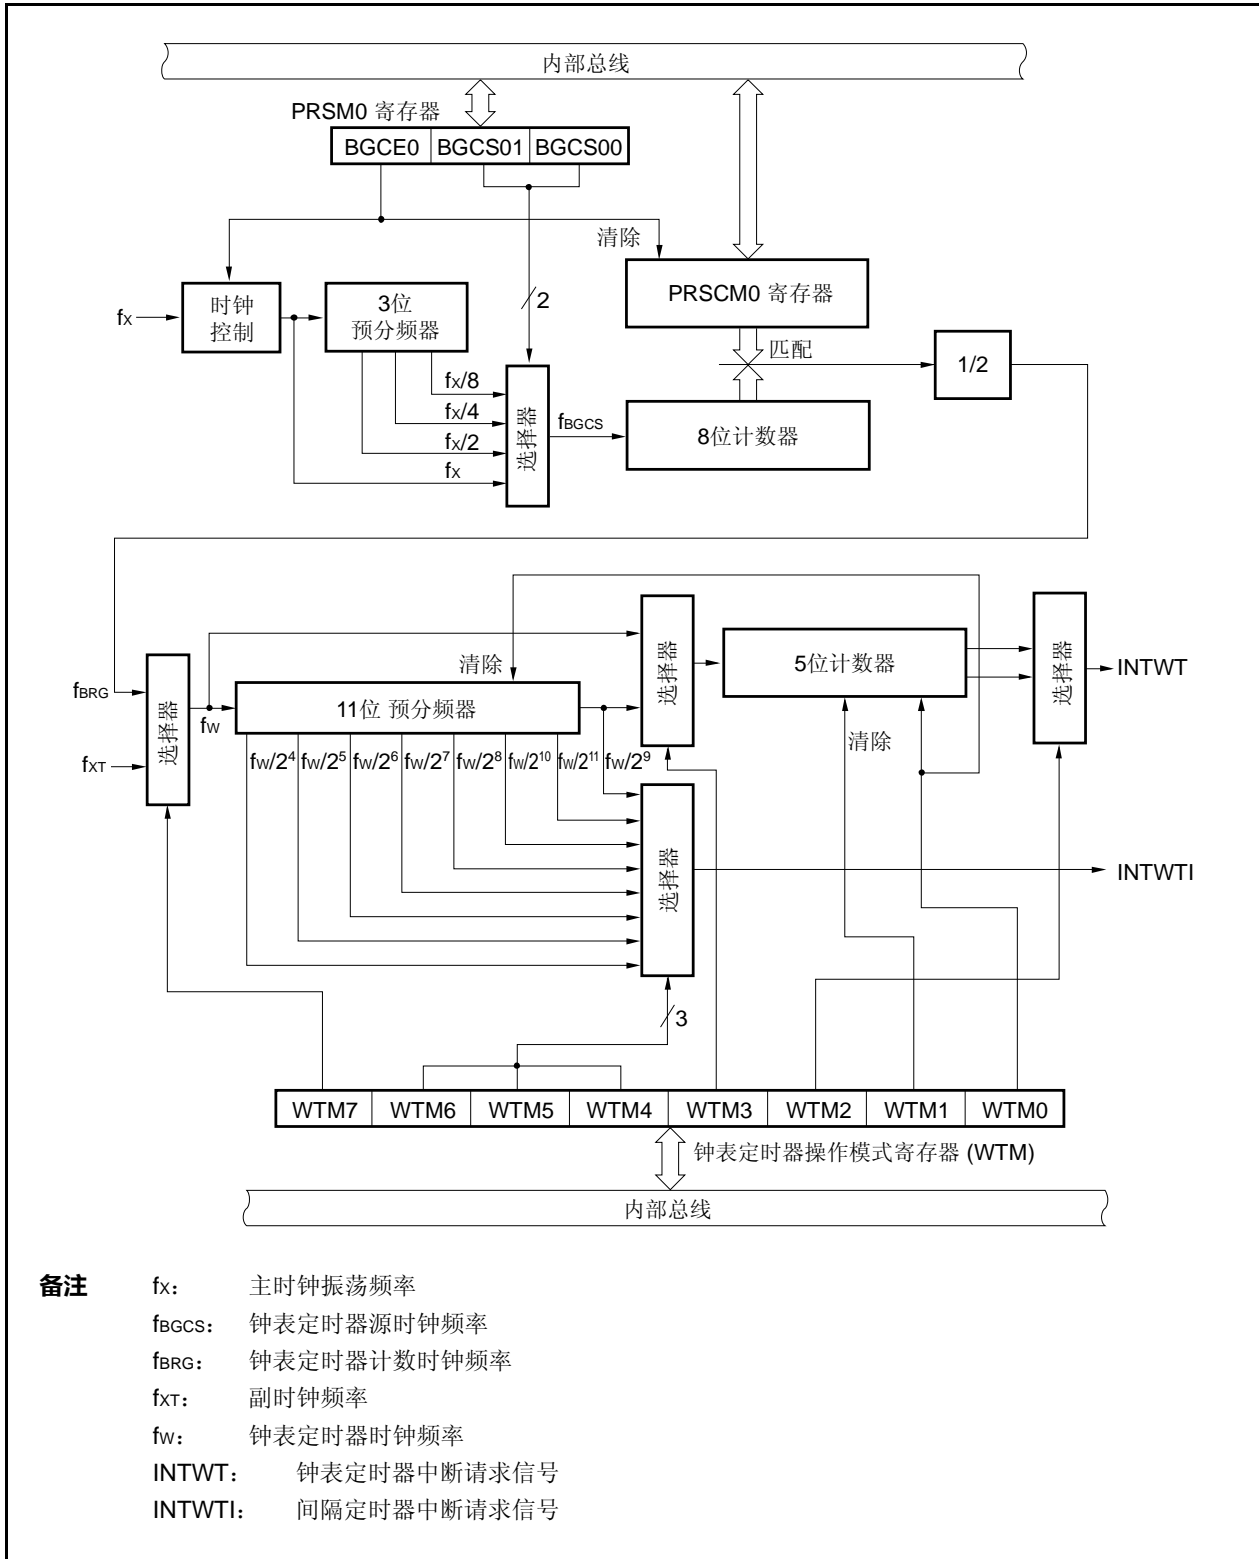 内部总线
PRSM0 寄存器
BGCE0 BGCS01 BGCS00
清除
fX
时钟
控制
3位
预分频器
2
PRSCM0 寄存器
匹配
1/2
fX/8
fX/4
fX/2
fX
选择器
fBGCS
8位计数器
fBRG
fXT
选择器
fW
清除
11位 预分频器
选择器
5位计数器
选择器
INTWT
清除
fW/2⁴ fW/2⁵ fW/2⁶ fW/2⁷ fW/2⁸ fW/2¹⁰ fW/2¹¹ fW/2⁹
选择器
INTWTI
3
WTM7 WTM6 WTM5 WTM4 WTM3 WTM2 WTM1 WTM0
钟表定时器操作模式寄存器 (WTM)
内部总线
备注 fX: 主时钟振荡频率
fBGCS: 钟表定时器源时钟频率
fBRG: 钟表定时器计数时钟频率
fXT: 副时钟频率
fW: 钟表定时器时钟频率
INTWT: 钟表定时器中断请求信号
INTWTI: 间隔定时器中断请求信号